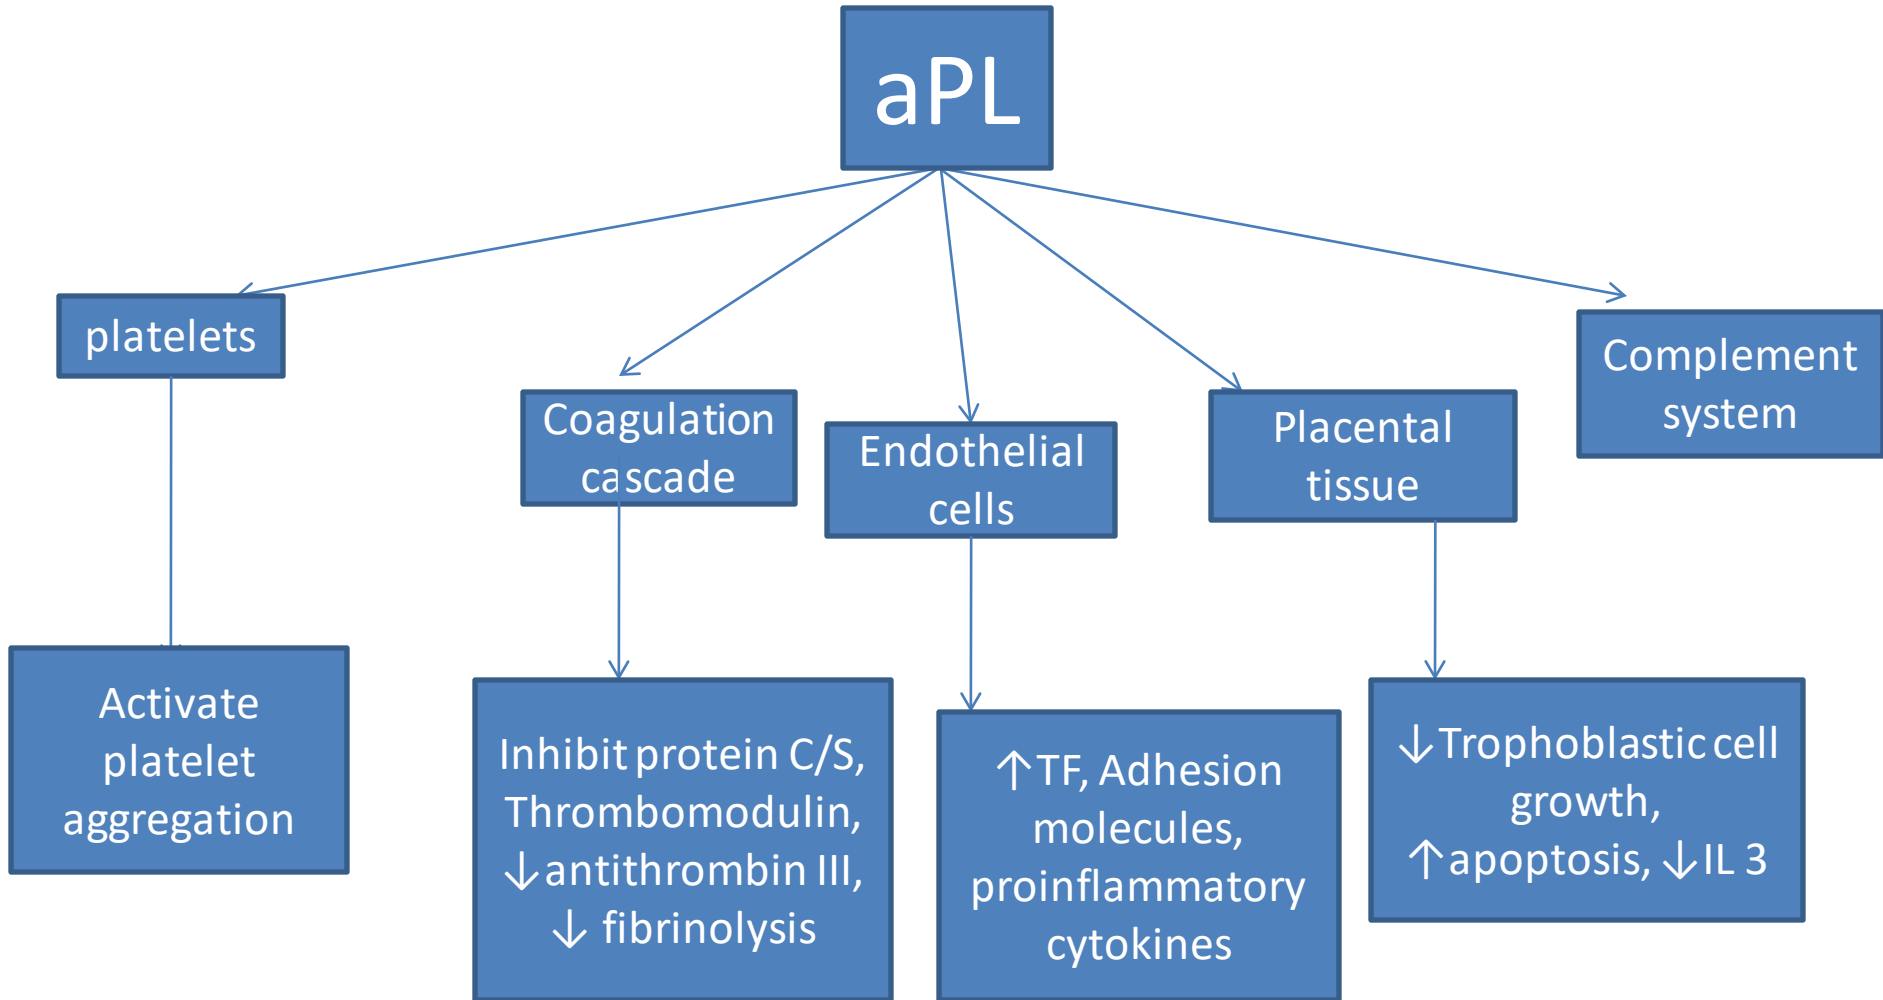 aPL
platelets
Coagulation
cascade
Endothelial
cells
Placental
tissue
Complement
system
Activate
platelet
aggregation
Inhibit protein C/S,
Thrombomodulin,
↓antithrombin III,
↓ fibrinolysis
↑TF, Adhesion
molecules,
proinflammatory
cytokines
↓Trophoblastic cell
growth,
↑apoptosis, ↓IL 3